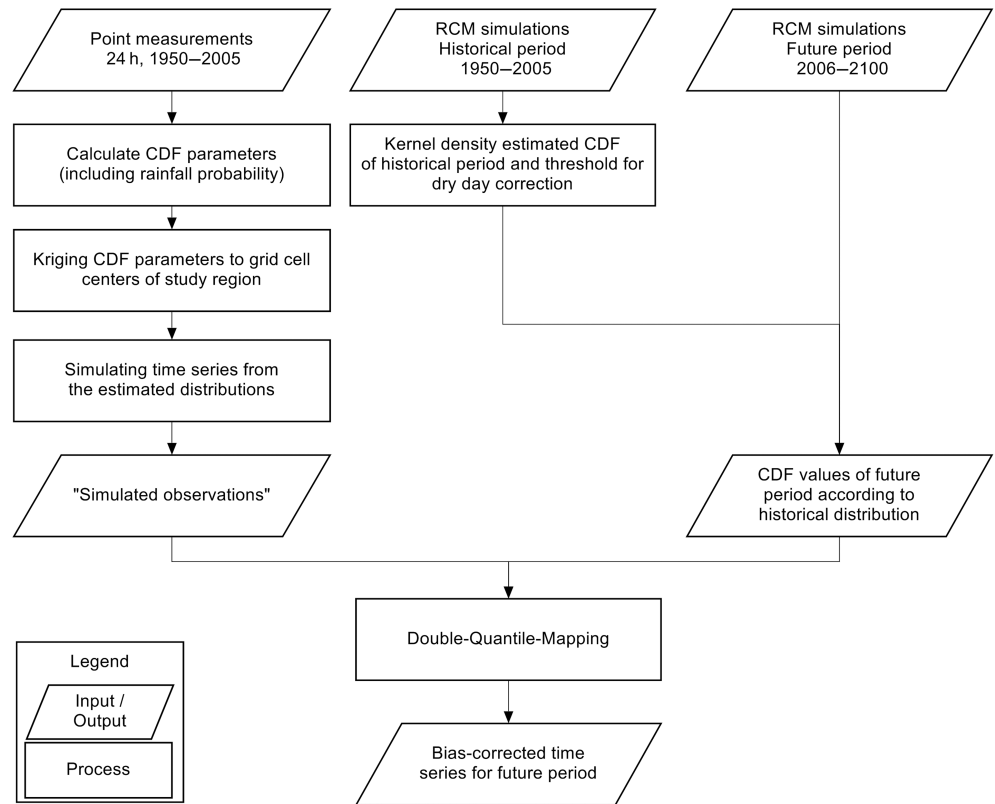 Point measurements
24 h, 1950–2005
RCM simulations
Historical period
1950–2005
RCM simulations
Future period
2006–2100
Calculate CDF parameters
(including rainfall probability)
Kernel density estimated CDF
of historical period and threshold for
dry day correction
Kriging CDF parameters to grid cell
centers of study region
Simulating time series from
the estimated distributions
"Simulated observations"
CDF values of future
period according to
historical distribution
Double-Quantile-Mapping
Bias-corrected time
series for future period
Legend
Input /
Output
Process